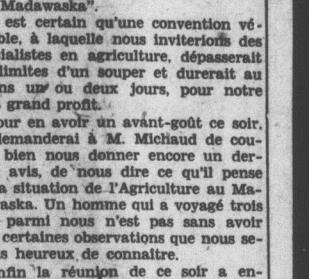 Madawaska".
est certain qu'une convention vé-
ble, à laquelle nous inviterions des
cialistes en agriculture, dépasserait
limites d'un souper et durerait au
ns un ou deux jours, pour notre
grand profit.
our en avoir un avant-goût ce soir,
demanderai à M. Michaud de cou-
bien nous donner encore un der-
avis, de nous dire ce qu'il pense
a situation de l'Agriculture au Ma-
aska. Un homme qui a voyagé trois
parmi nous n'est pas sans avoir
certaines observations que nous se-
s heureux de connaitre.
nfin la réunion de ce soir a en-